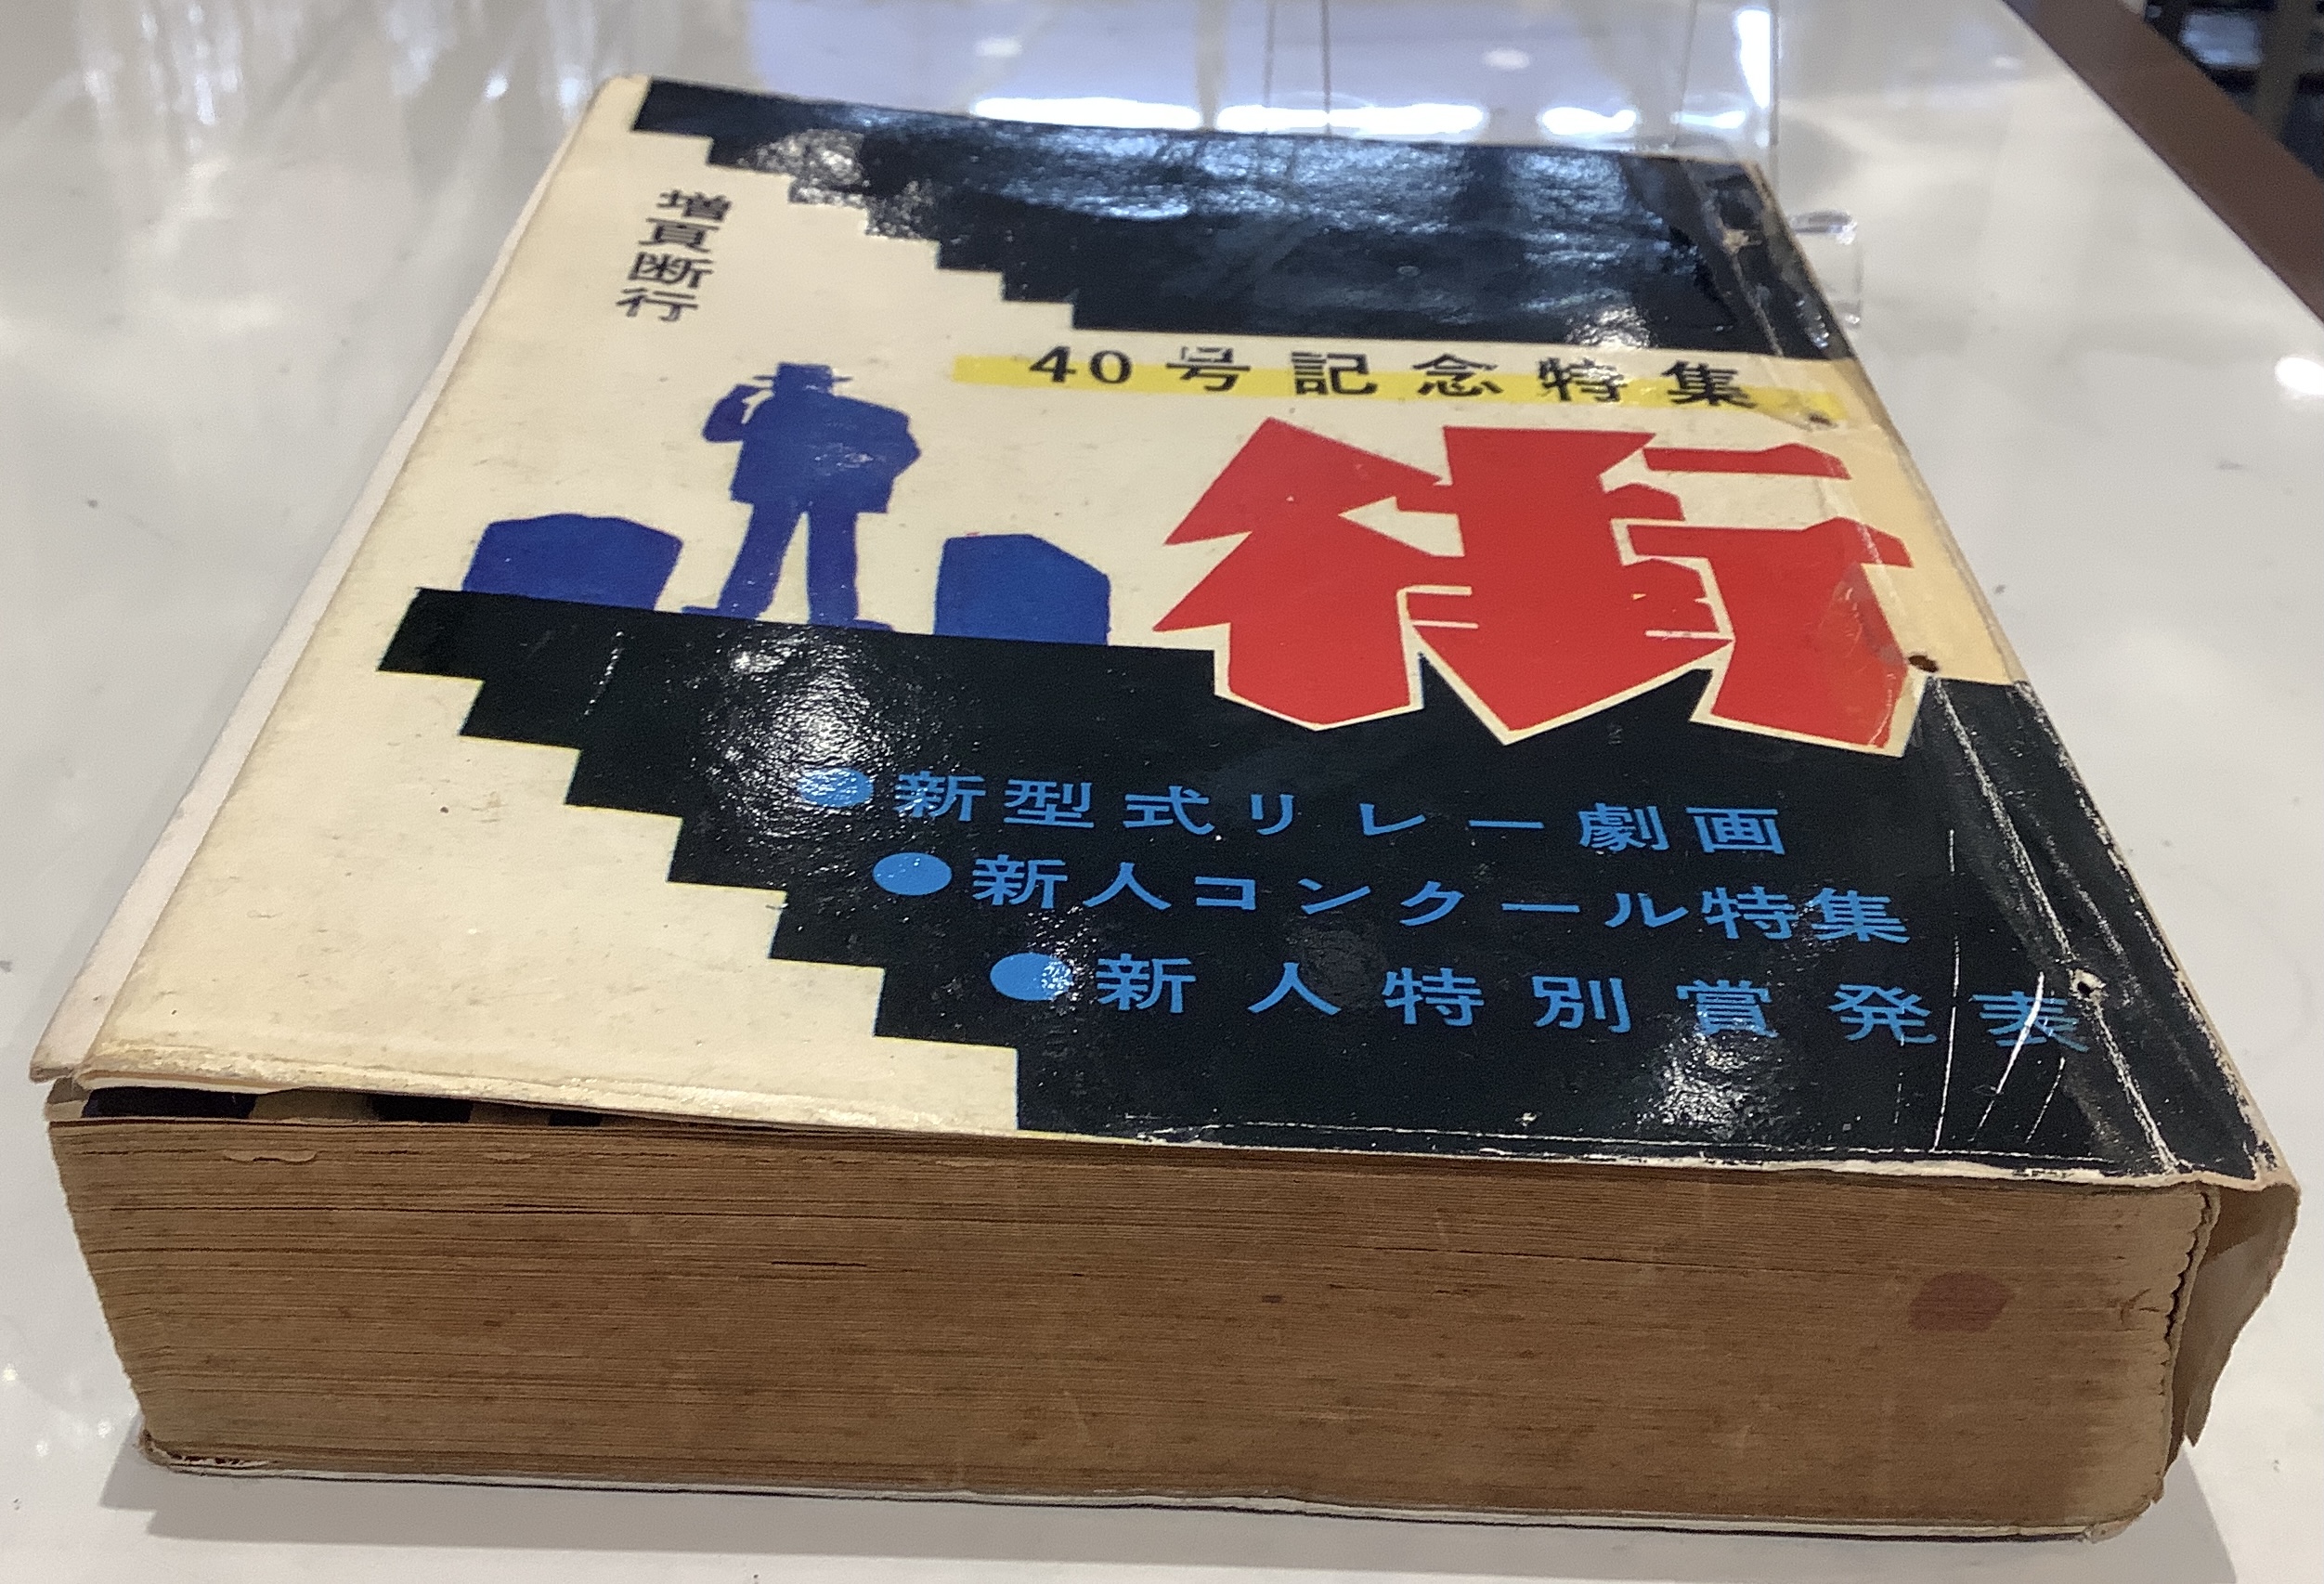 増頁断行
40号記念特集
街
●新型式リレー劇画
●新人コンクール特集
●新人特別賞発表